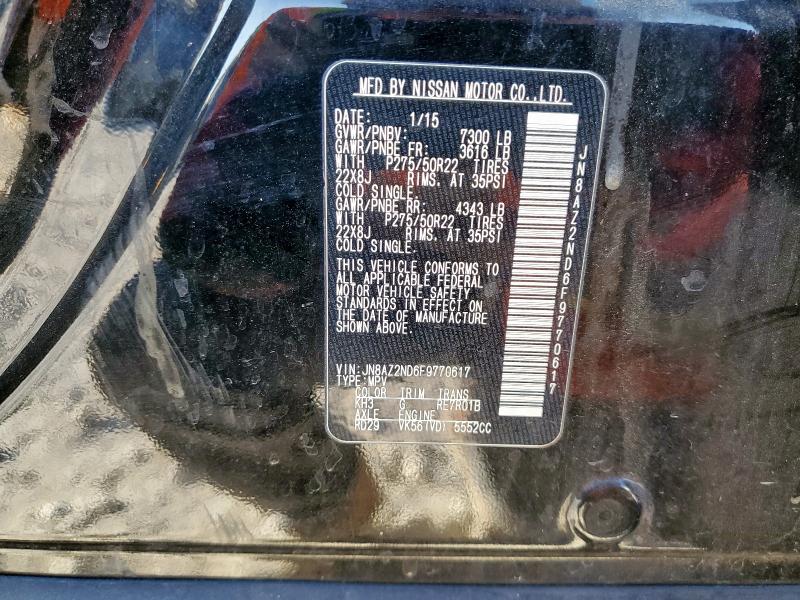 MFD BY NISSAN MOTOR CO.,LTD.
DATE: 1/15
GVWR/PNBV: 7300 LB
GAWR/PNBE FR: 3616 LB
WITH P275/50R22 TIRES
22X8J RIMS. AT 35PSI
COLD SINGLE.
GAWR/PNBE RR: 4343 LB
WITH P275/50R22 TIRES
22X8J RIMS. AT 35PSI
COLD SINGLE.
THIS VEHICLE CONFORMS TO
ALL APPLICABLE FEDERAL
MOTOR VEHICLE SAFETY
STANDARDS IN EFFECT ON
THE DATE OF MANUFACTURE
SHOWN ABOVE.
VIN:JN8AZ2ND6F9770617
TYPE:MPV
COLOR TRIM TRANS
KH3 G RE7R01B
AXLE ENGINE
RD29 VK56(VD) 5552CC
JN8AZ2ND6F9770617